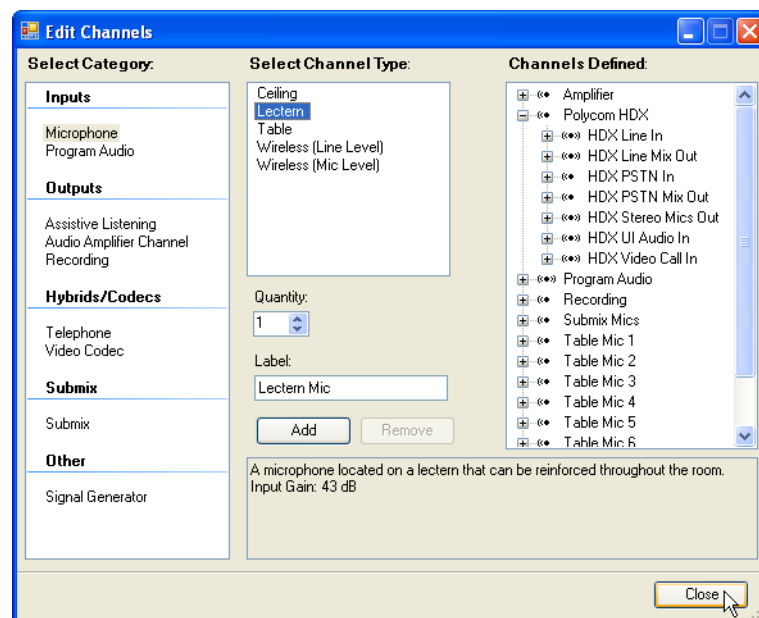 Edit Channels
Select Category:
Inputs
Microphone
Program Audio
Outputs
Assistive Listening
Audio Amplifier Channel
Recording
Hybrids/Codecs
Telephone
Video Codec
Submix
Submix
Other
Signal Generator
Select Channel Type:
Ceiling
Lectern
Table
Wireless (Line Level)
Wireless (Mic Level)
Quantity:
1
Label:
Lectern Mic
Add
Remove
Channels Defined:
Amplifier
Polycom HDX
HDX Line In
HDX Line Mix Out
HDX PSTN In
HDX PSTN Mix Out
HDX Stereo Mics Out
HDX UI Audio In
HDX Video Call In
Program Audio
Recording
Submix Mics
Table Mic 1
Table Mic 2
Table Mic 3
Table Mic 4
Table Mic 5
Table Mic 6
A microphone located on a lectern that can be reinforced throughout the room.
Input Gain: 43 dB
Close